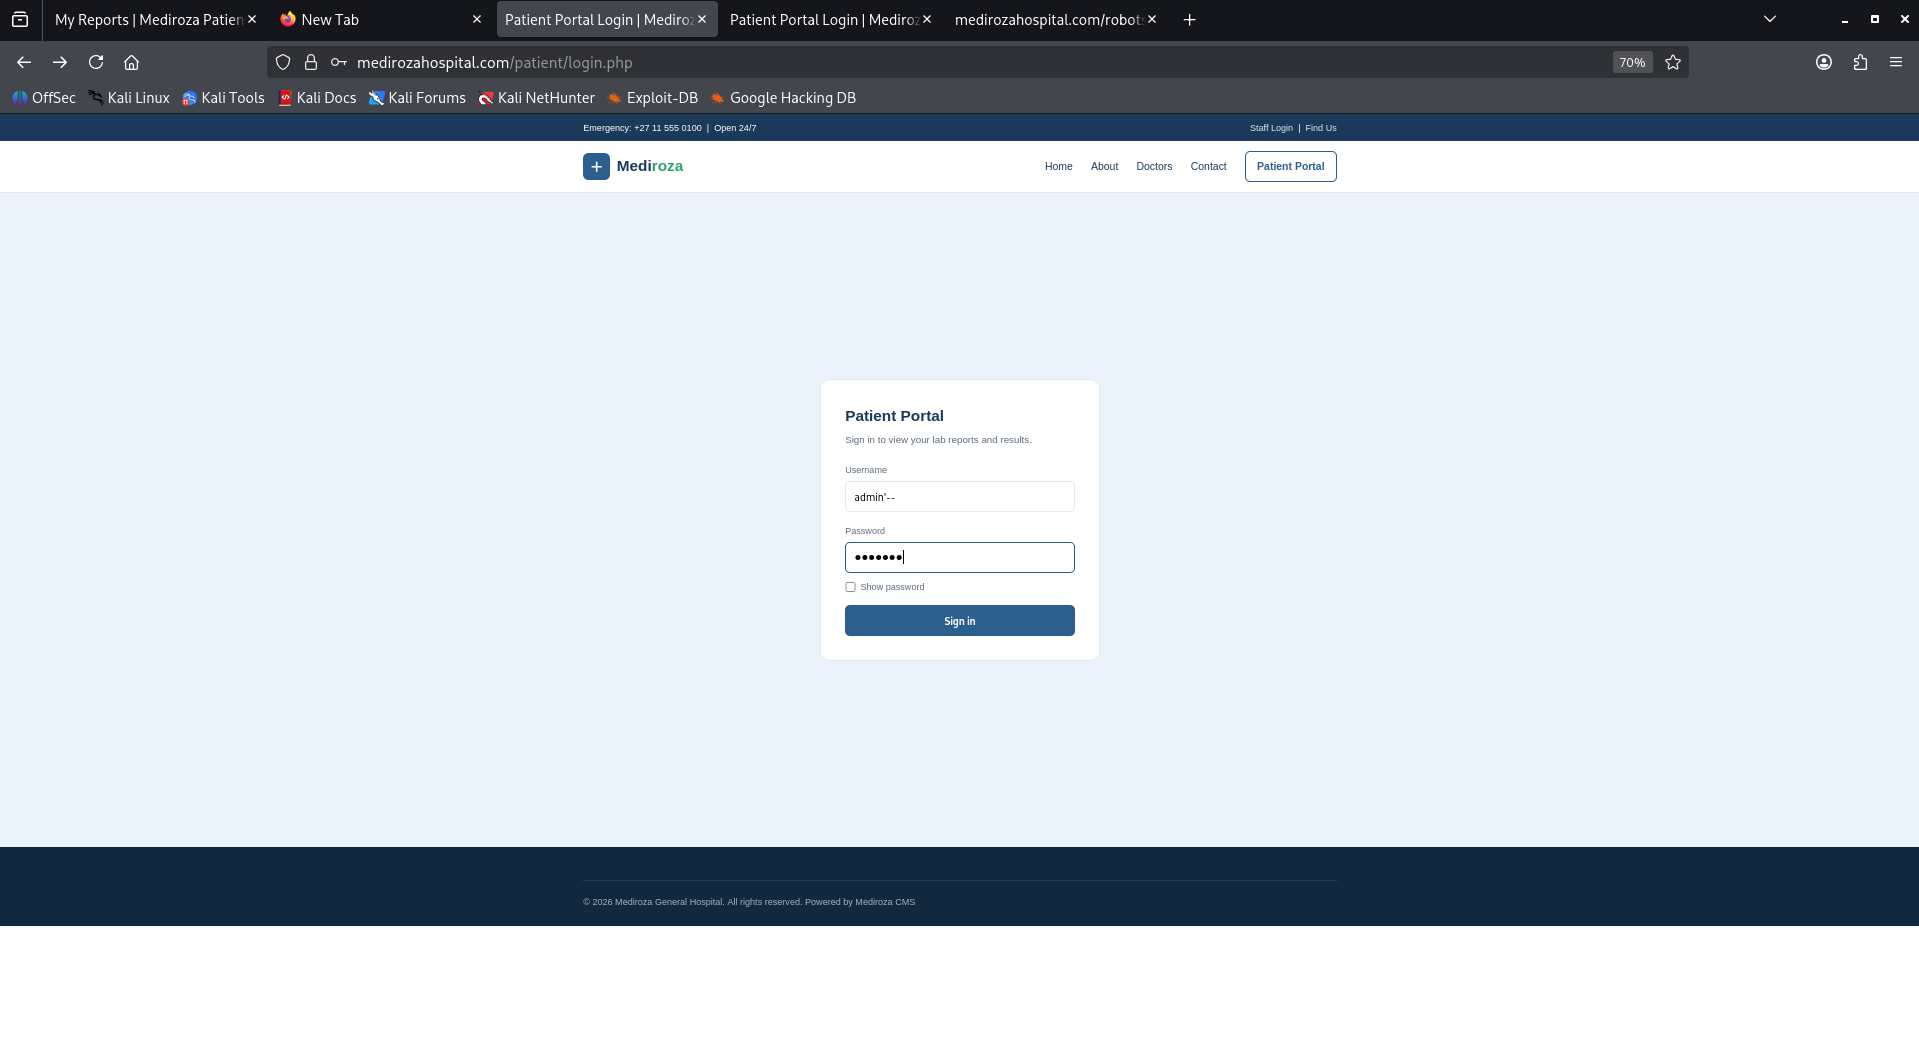 My Reports | Mediroza Patien
New Tab
Patient Portal Login | Mediroz
Patient Portal Login | Mediroz
medirozahospital.com/robots
medirozahospital.com/patient/login.php
70%
OffSec
Kali Linux
Kali Tools
Kali Docs
Kali Forums
Kali NetHunter
Exploit-DB
Google Hacking DB
Emergency: +27 11 555 0100 | Open 24/7
Staff Login | Find Us
Mediroza
Home
About
Doctors
Contact
Patient Portal
Patient Portal
Sign in to view your lab reports and results.
Username
admin'--
Password
•••••••
Show password
Sign in
© 2026 Mediroza General Hospital. All rights reserved. Powered by Mediroza CMS